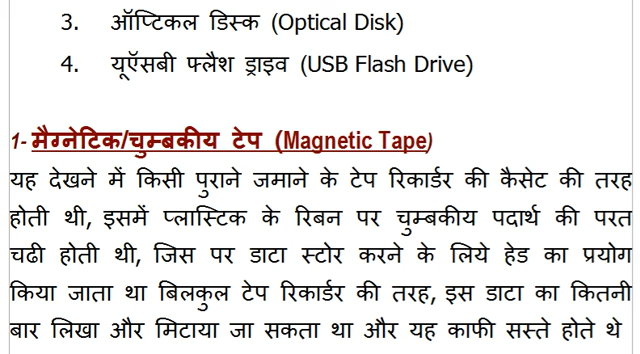 3. ऑप्टिकल डिस्क (Optical Disk)
4. यूऍसबी फ्लैश ड्राइव (USB Flash Drive)
1- मैग्नेटिक/चुम्बकीय टेप (Magnetic Tape)
यह देखने में किसी पुराने जमाने के टेप रिकार्डर की कैसेट की तरह
होती थी, इसमें प्लास्टिक के रिबन पर चुम्बकीय पदार्थ की परत
चढी होती थी, जिस पर डाटा स्टोर करने के लिये हेड का प्रयोग
किया जाता था बिलकुल टेप रिकार्डर की तरह, इस डाटा का कितनी
बार लिखा और मिटाया जा सकता था और यह काफी सस्ते होते थे